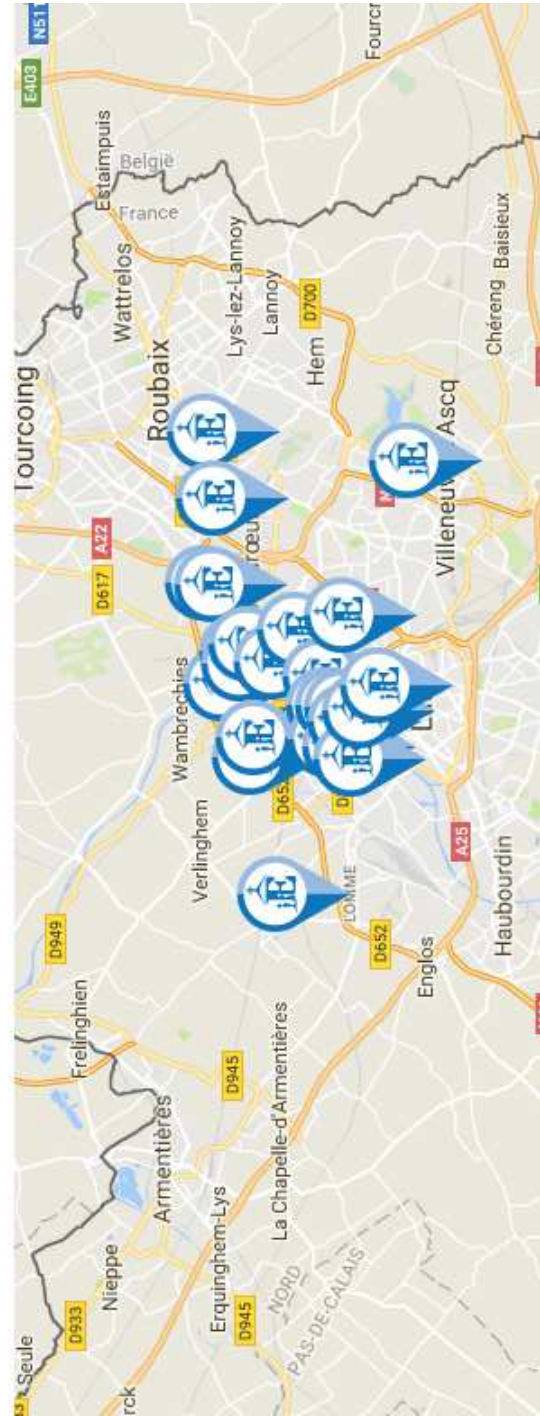 Seule
Tourcoing
N51
E403
D933
Frelinghien
D949
A22
D617
Estaimpuis
Nieppe
Wattrelos
België
France
Armentières
Wambrechies
Roubaix
Verlinghem
Erquinghem-Lys
D945
D945
Lys-lez-Lannoy
Lannoy
La Chapelle-d'Armentières
D652
D700
Hem
NORD
PAS-DE-CALAIS
LOMME
D652
Englos
Villeneuv
Ascq
A25
Haubourdin
Chéreng
Baisieux